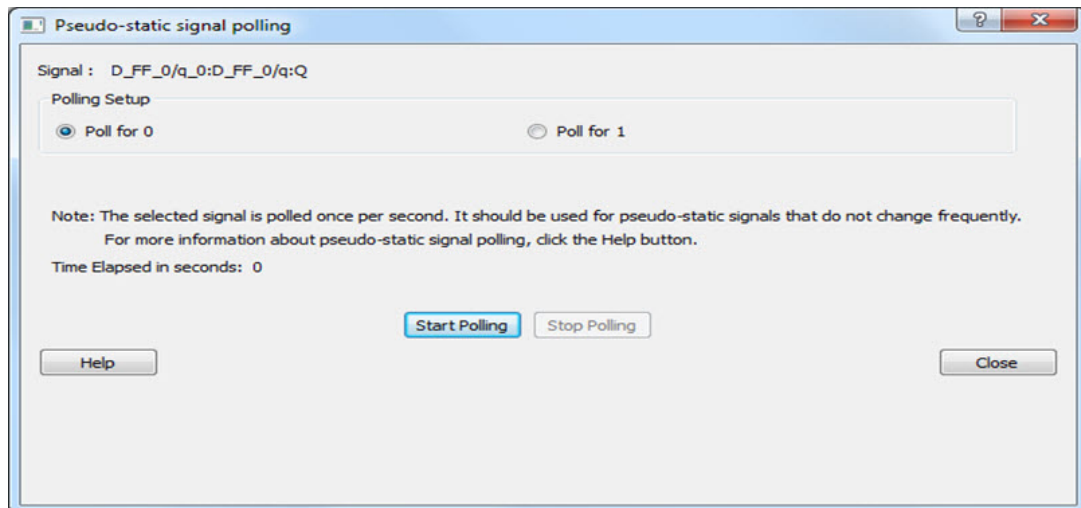 Pseudo-static signal polling
Signal : D_FF_0/q_0:D_FF_0/q:Q
Polling Setup
Poll for 0 Poll for 1
Note: The selected signal is polled once per second. It should be used for pseudo-static signals that do not change frequently.
For more information about pseudo-static signal polling, click the Help button.
Time Elapsed in seconds: 0
Start Polling Stop Polling
Help Close